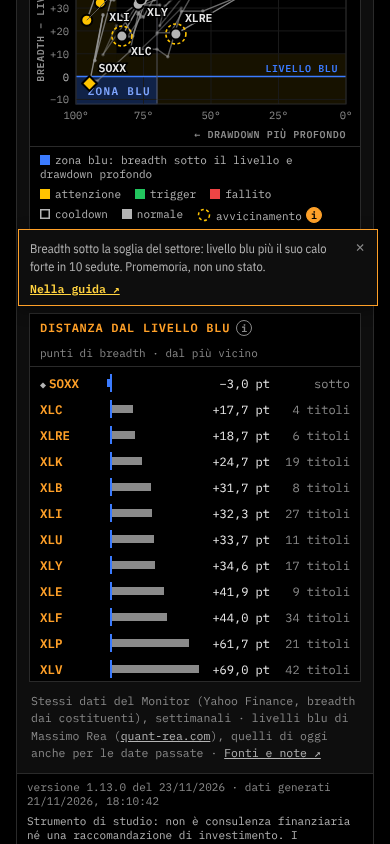 BREADTH – LIV
+30
+20
+10
0
−10
XLI
XLY
XLRE
XLC
SOXX
LIVELLO BLU
ZONA BLU
100° 75° 50° 25° 0°
← DRAWDOWN PIÙ PROFONDO
zona blu: breadth sotto il livello e
drawdown profondo
attenzione trigger fallito
cooldown normale avvicinamento i
Breadth sotto la soglia del settore: livello blu più il suo calo ×
forte in 10 sedute. Promemoria, non uno stato.
Nella guida ↗
DISTANZA DAL LIVELLO BLU i
punti di breadth · dal più vicino
◆SOXX −3,0 pt sotto
XLC +17,7 pt 4 titoli
XLRE +18,7 pt 6 titoli
XLK +24,7 pt 19 titoli
XLB +31,7 pt 8 titoli
XLI +32,3 pt 27 titoli
XLU +33,7 pt 11 titoli
XLY +34,6 pt 17 titoli
XLE +41,9 pt 9 titoli
XLF +44,0 pt 34 titoli
XLP +61,7 pt 21 titoli
XLV +69,0 pt 42 titoli
Stessi dati del Monitor (Yahoo Finance, breadth
dai costituenti), settimanali · livelli blu di
Massimo Rea (quant-rea.com), quelli di oggi
anche per le date passate · Fonti e note ↗
versione 1.13.0 del 23/11/2026 · dati generati
21/11/2026, 18:10:42
Strumento di studio: non è consulenza finanziaria
né una raccomandazione di investimento. I